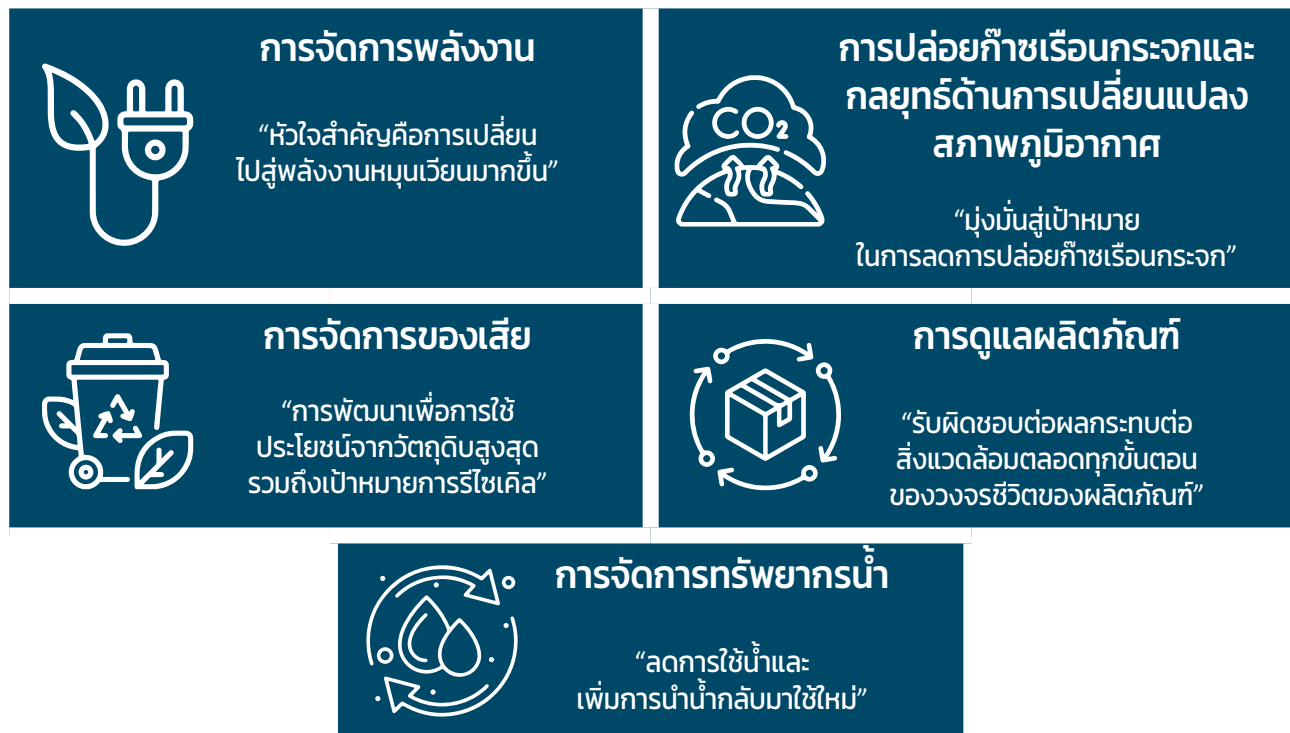 การจัดการพลังงาน
“หัวใจสำคัญคือการเปลี่ยน
ไปสู่พลังงานหมุนเวียนมากขึ้น”
การปล่อยก๊าซเรือนกระจกและ
กลยุทธ์ด้านการเปลี่ยนแปลง
สภาพภูมิอากาศ
CO₂
“มุ่งมั่นสู่เป้าหมาย
ในการลดการปล่อยก๊าซเรือนกระจก”
การจัดการของเสีย
“การพัฒนาเพื่อการใช้
ประโยชน์จากวัตถุดิบสูงสุด
รวมถึงเป้าหมายการรีไซเคิล”
การดูแลผลิตภัณฑ์
“รับผิดชอบต่อผลกระทบต่อ
สิ่งแวดล้อมตลอดทุกขั้นตอน
ของวงจรชีวิตของผลิตภัณฑ์”
การจัดการทรัพยากรน้ำ
“ลดการใช้น้ำและ
เพิ่มการนำน้ำกลับมาใช้ใหม่”